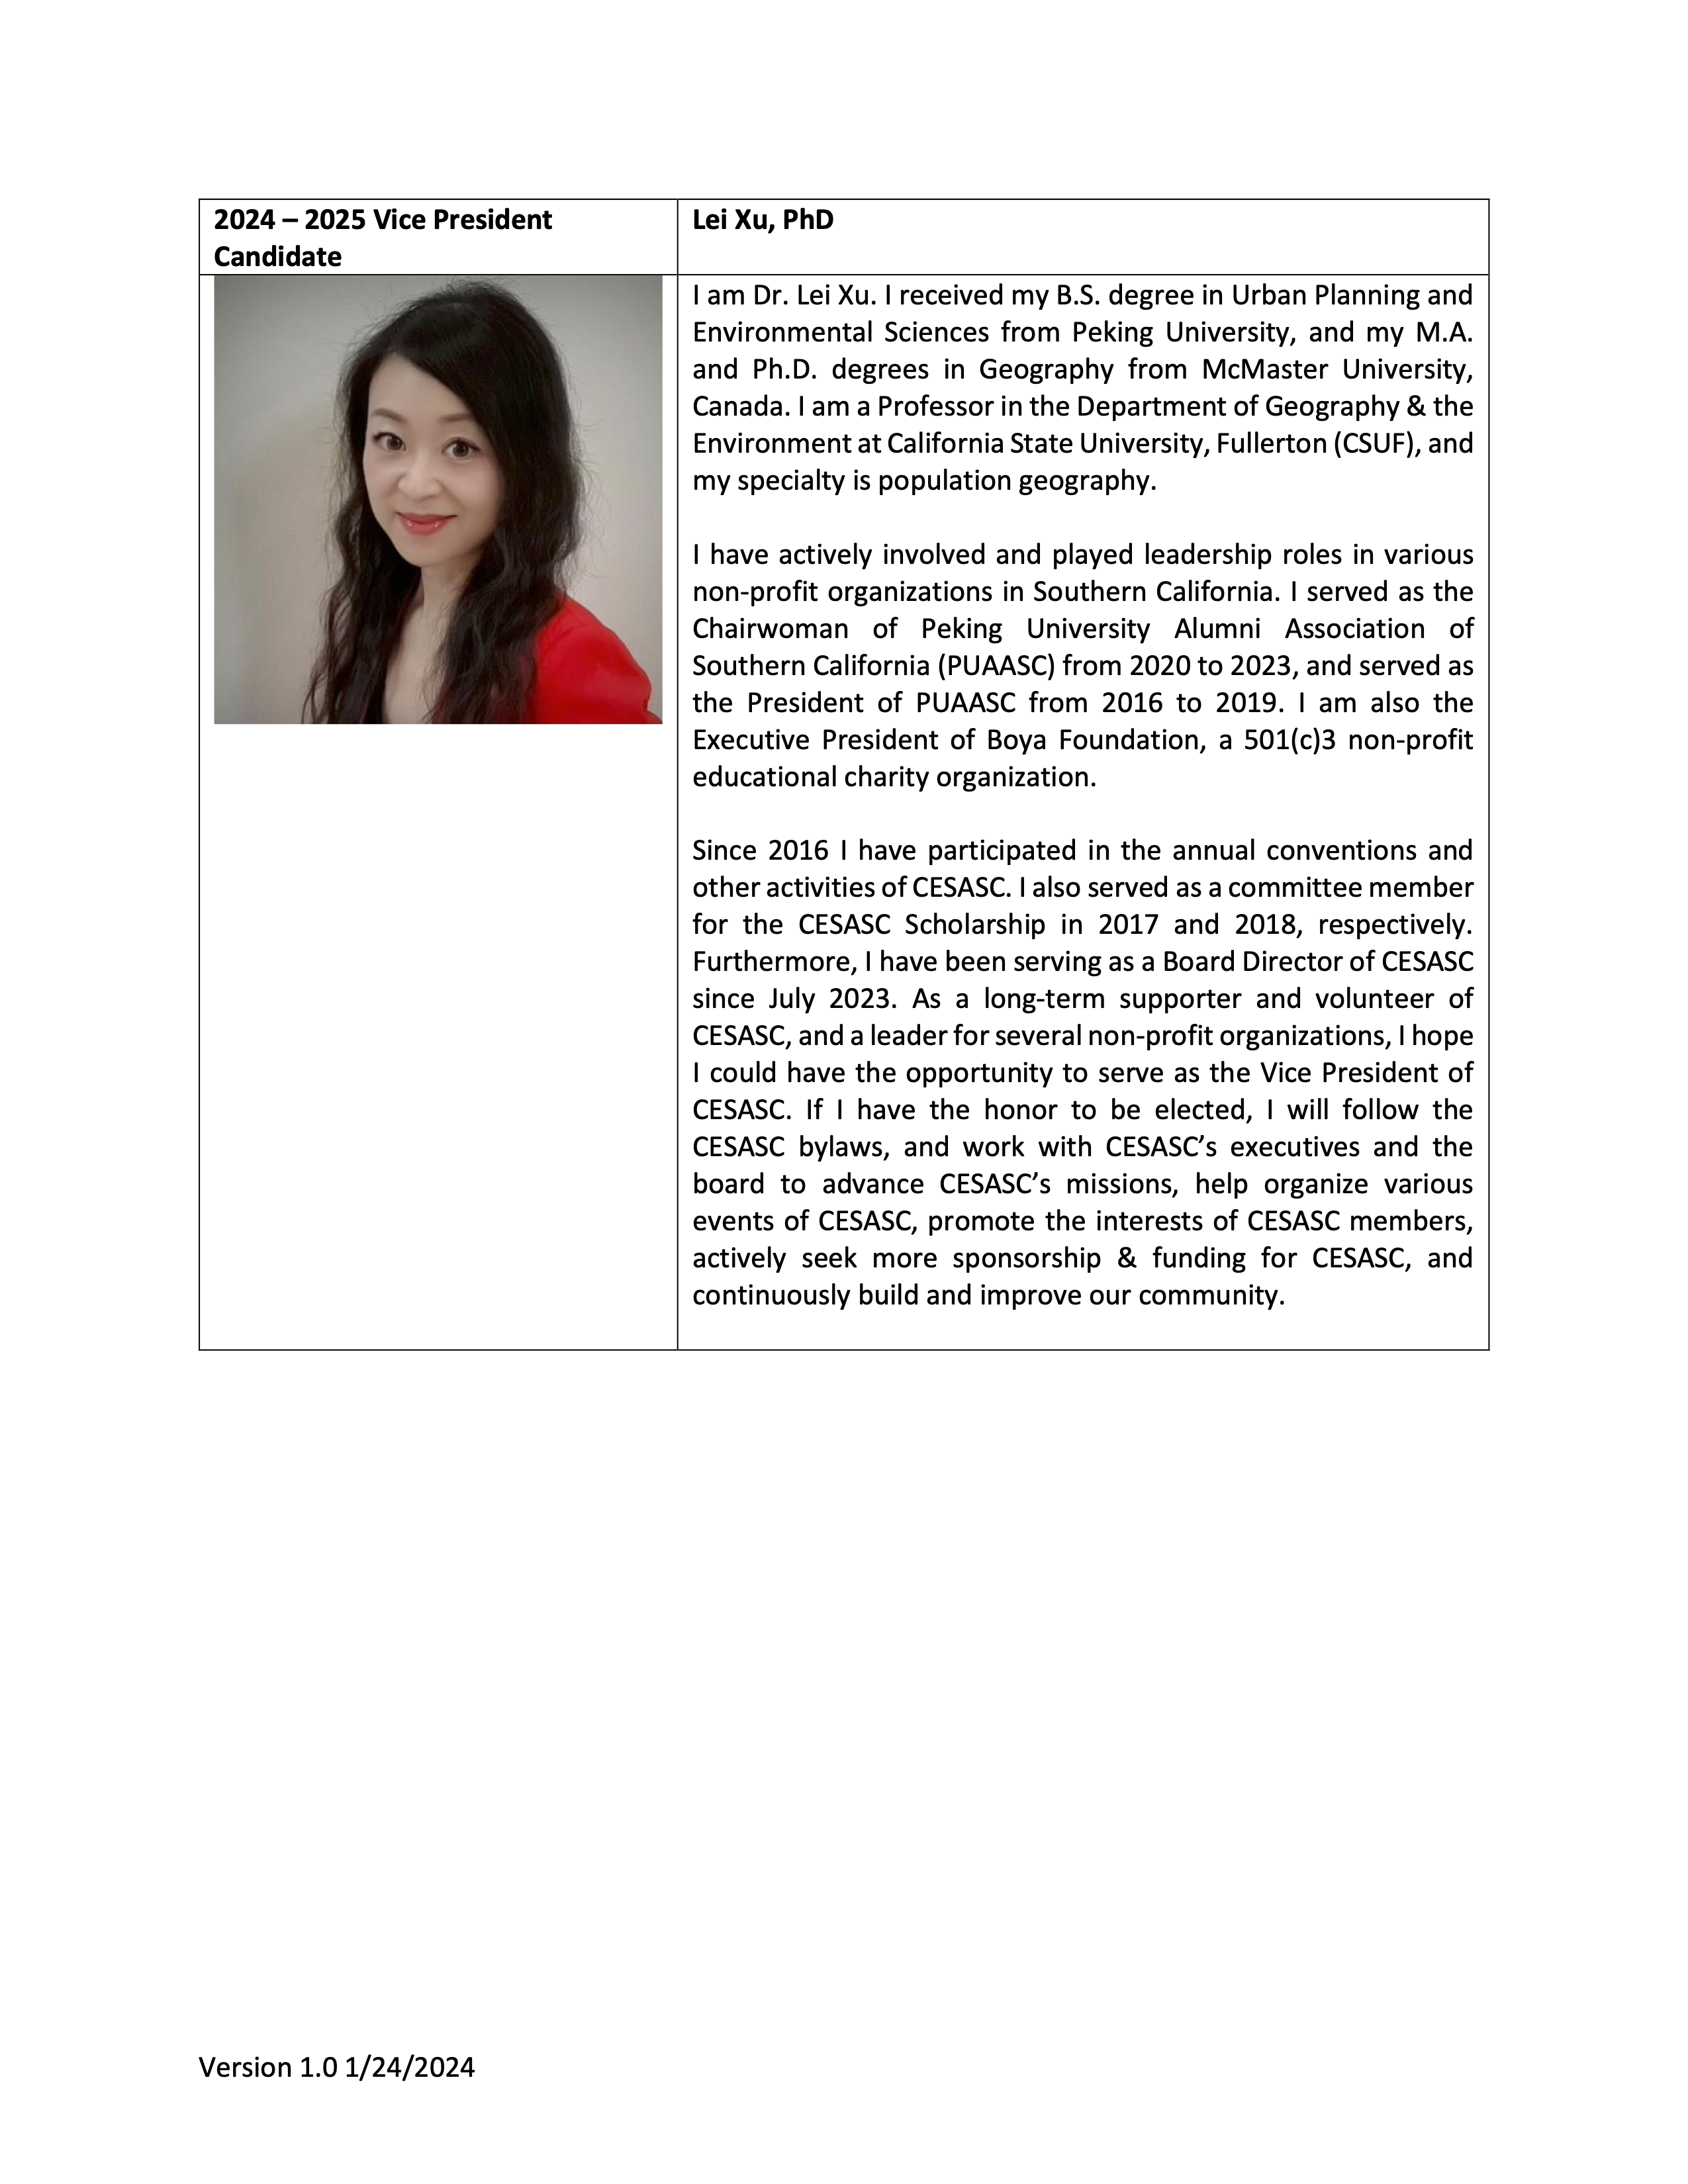 2024 – 2025 Vice President
Candidate
Lei Xu, PhD
I am Dr. Lei Xu. I received my B.S. degree in Urban Planning and
Environmental Sciences from Peking University, and my M.A.
and Ph.D. degrees in Geography from McMaster University,
Canada. I am a Professor in the Department of Geography & the
Environment at California State University, Fullerton (CSUF), and
my specialty is population geography.
I have actively involved and played leadership roles in various
non-profit organizations in Southern California. I served as the
Chairwoman of Peking University Alumni Association of
Southern California (PUAASC) from 2020 to 2023, and served as
the President of PUAASC from 2016 to 2019. I am also the
Executive President of Boya Foundation, a 501(c)3 non-profit
educational charity organization.
Since 2016 I have participated in the annual conventions and
other activities of CESASC. I also served as a committee member
for the CESASC Scholarship in 2017 and 2018, respectively.
Furthermore, I have been serving as a Board Director of CESASC
since July 2023. As a long-term supporter and volunteer of
CESASC, and a leader for several non-profit organizations, I hope
I could have the opportunity to serve as the Vice President of
CESASC. If I have the honor to be elected, I will follow the
CESASC bylaws, and work with CESASC’s executives and the
board to advance CESASC’s missions, help organize various
events of CESASC, promote the interests of CESASC members,
actively seek more sponsorship & funding for CESASC, and
continuously build and improve our community.
Version 1.0 1/24/2024